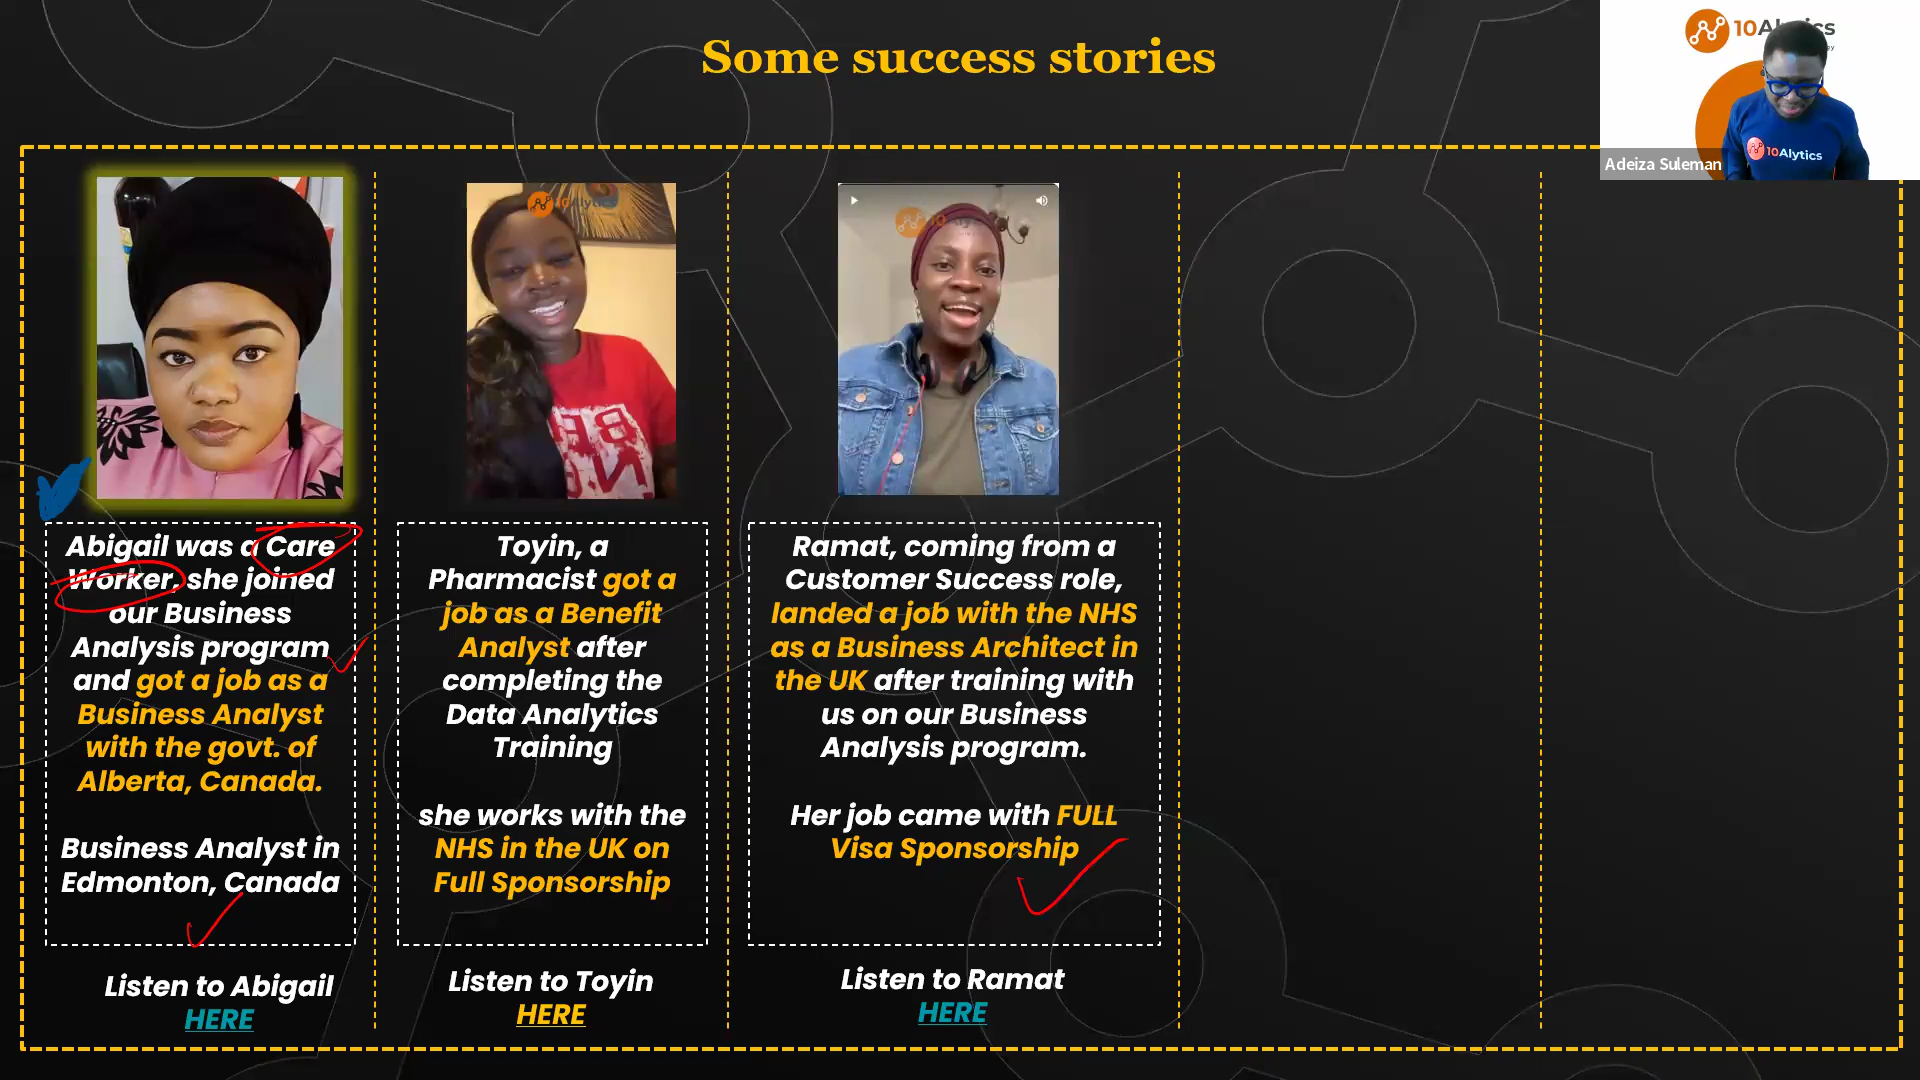 Some success stories
10Alytics
Adeiza Suleman
10Alytics
Abigail was a Care
Worker, she joined
our Business
Analysis program
and got a job as a
Business Analyst
with the govt. of
Alberta, Canada.
Business Analyst in
Edmonton, Canada
Listen to Abigail
HERE
10Alytics
Toyin, a
Pharmacist got a
job as a Benefit
Analyst after
completing the
Data Analytics
Training
she works with the
NHS in the UK on
Full Sponsorship
Listen to Toyin
HERE
Ramat, coming from a
Customer Success role,
landed a job with the NHS
as a Business Architect in
the UK after training with
us on our Business
Analysis program.
Her job came with FULL
Visa Sponsorship
Listen to Ramat
HERE